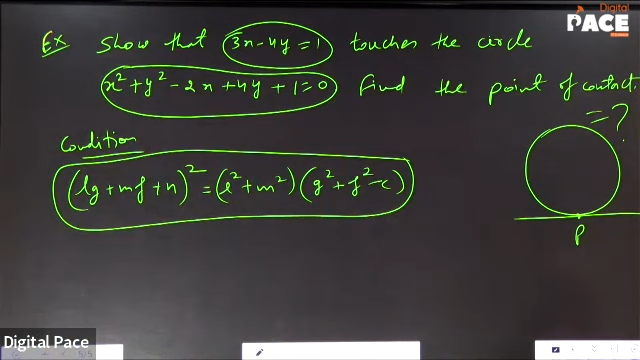 Digital
PACE
Ex Show that 3x - 4y = 1 touches the circle
x² + y² - 2x + 4y + 1 = 0 Find the point of contact.
= ?
Condition
(lg + mf + n)² = (l² + m²) (g² + f² - c)
P
Digital Pace